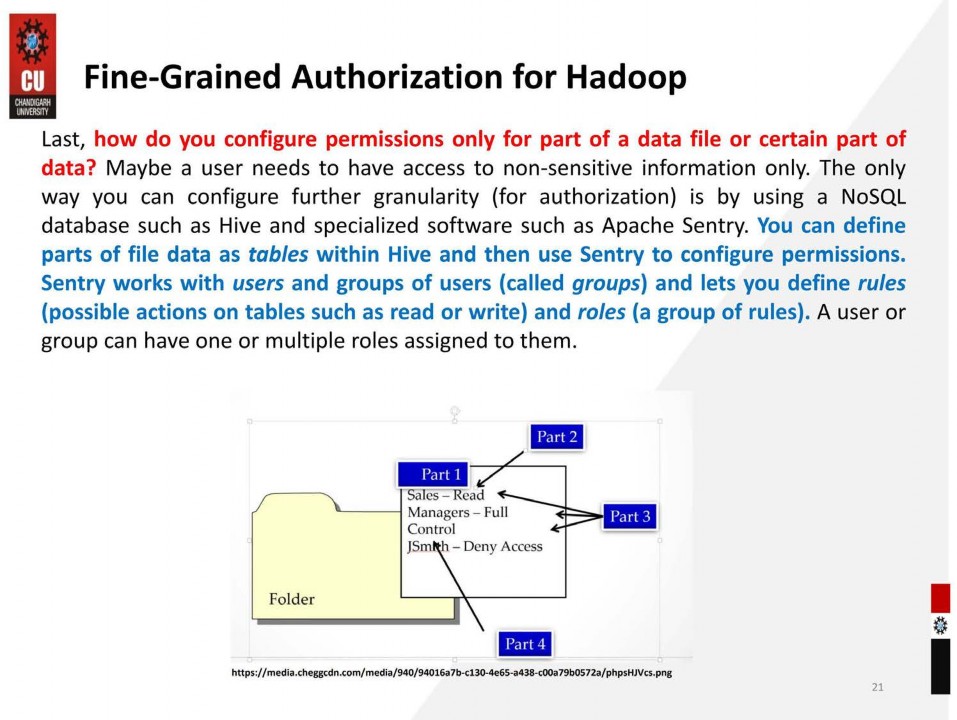 CU
CHANDIGARH
UNIVERSITY
Fine-Grained Authorization for Hadoop
Last, how do you configure permissions only for part of a data file or certain part of
data? Maybe a user needs to have access to non-sensitive information only. The only
way you can configure further granularity (for authorization) is by using a NoSQL
database such as Hive and specialized software such as Apache Sentry. You can define
parts of file data as tables within Hive and then use Sentry to configure permissions.
Sentry works with users and groups of users (called groups) and lets you define rules
(possible actions on tables such as read or write) and roles (a group of rules). A user or
group can have one or multiple roles assigned to them.
Part 2
Part 1
Sales – Read
Managers – Full
Control
JSmith – Deny Access
Part 3
Folder
Part 4
https://media.cheggcdn.com/media/940/94016a7b-c130-4e65-a438-c00a79b0572a/phpsHJVcs.png
21